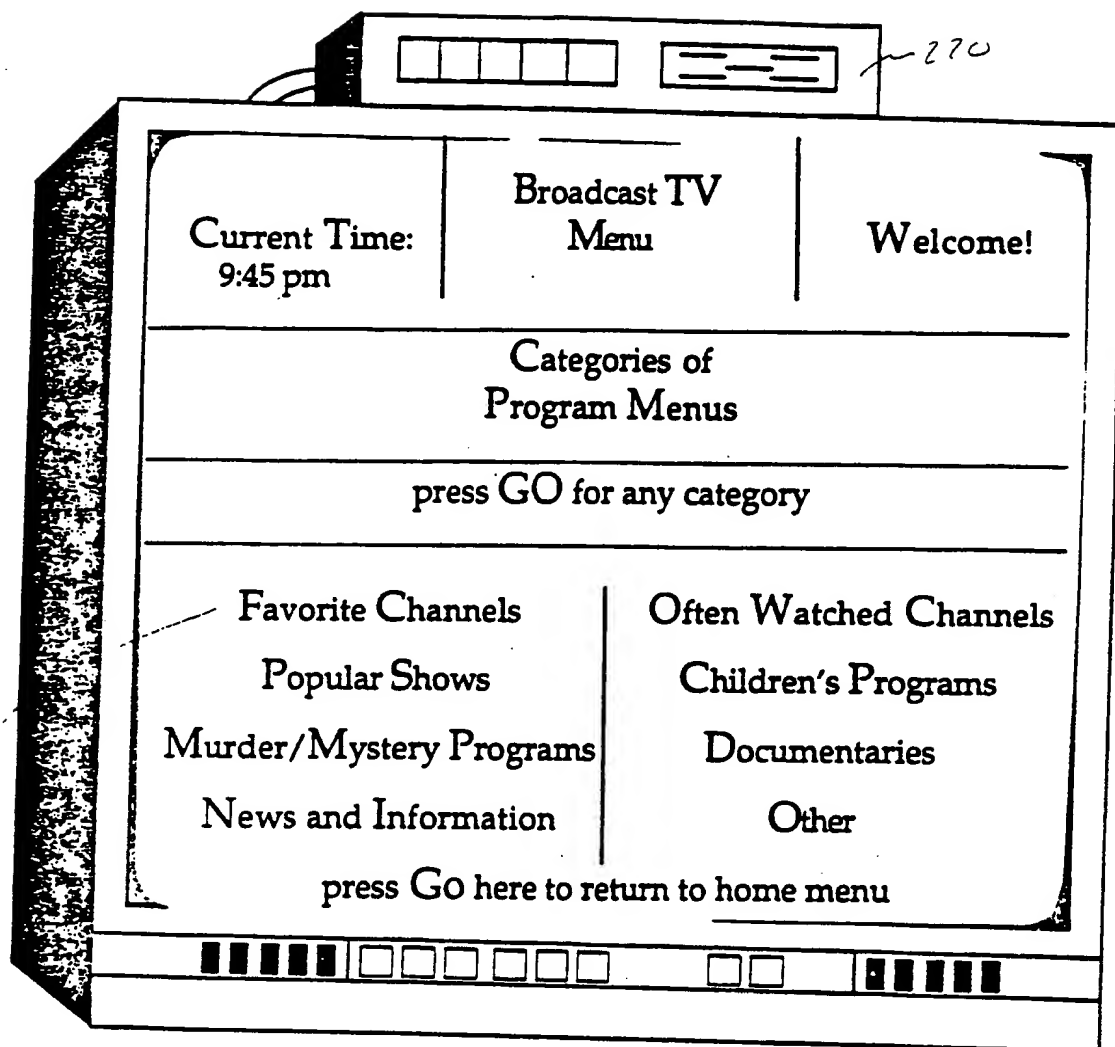 220
Broadcast TV
Menu
Current Time:
9:45 pm
Welcome!
Categories of
Program Menus
press GO for any category
Favorite Channels
Often Watched Channels
Popular Shows
Children's Programs
Murder/Mystery Programs
Documentaries
News and Information
Other
press Go here to return to home menu